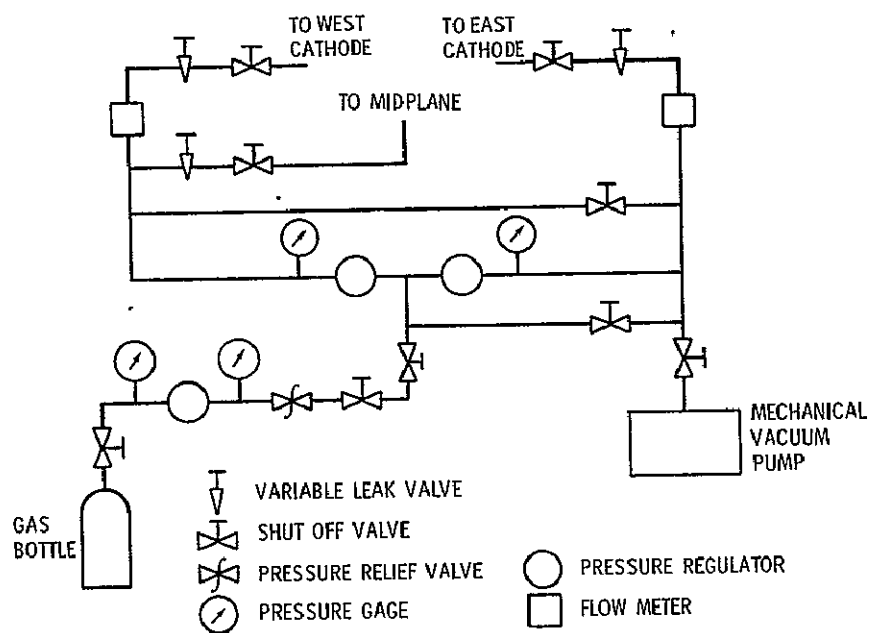 TO WEST
CATHODE
TO EAST
CATHODE
TO MIDPLANE
MECHANICAL
VACUUM
PUMP
GAS
BOTTLE
VARIABLE LEAK VALVE
SHUT OFF VALVE
PRESSURE RELIEF VALVE
PRESSURE GAGE
PRESSURE REGULATOR
FLOW METER